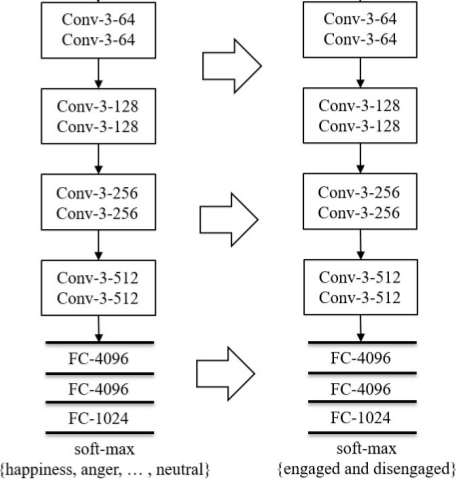 Conv-3-64
Conv-3-64
Conv-3-128
Conv-3-128
Conv-3-256
Conv-3-256
Conv-3-512
Conv-3-512
FC-4096
FC-4096
FC-1024
soft-max
{happiness, anger, … , neutral}
Conv-3-64
Conv-3-64
Conv-3-128
Conv-3-128
Conv-3-256
Conv-3-256
Conv-3-512
Conv-3-512
FC-4096
FC-4096
FC-1024
soft-max
{engaged and disengaged}